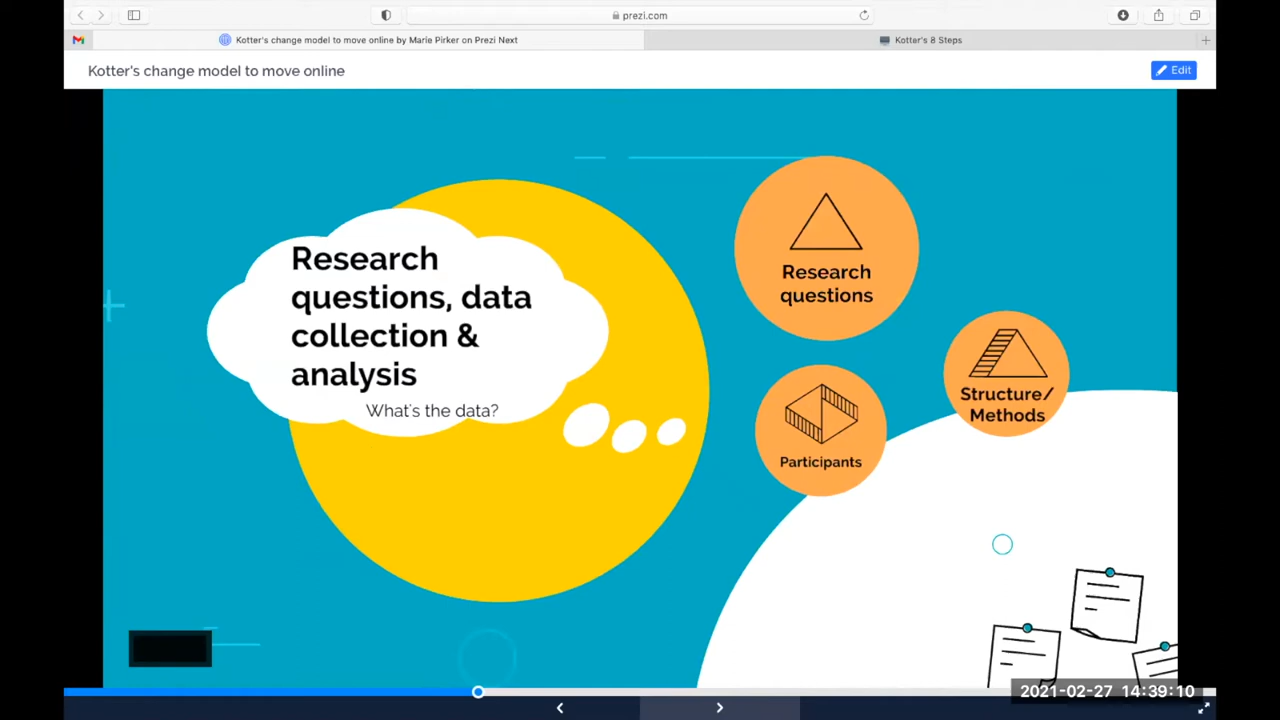 prezi.com
Kotter's change model to move online by Marie Pirker on Prezi Next
Kotter's 8 Steps
Kotter's change model to move online
Edit
Research
questions, data
collection &
analysis
What's the data?
Research
questions
Structure/
Methods
Participants
2021-02-27 14:39:10